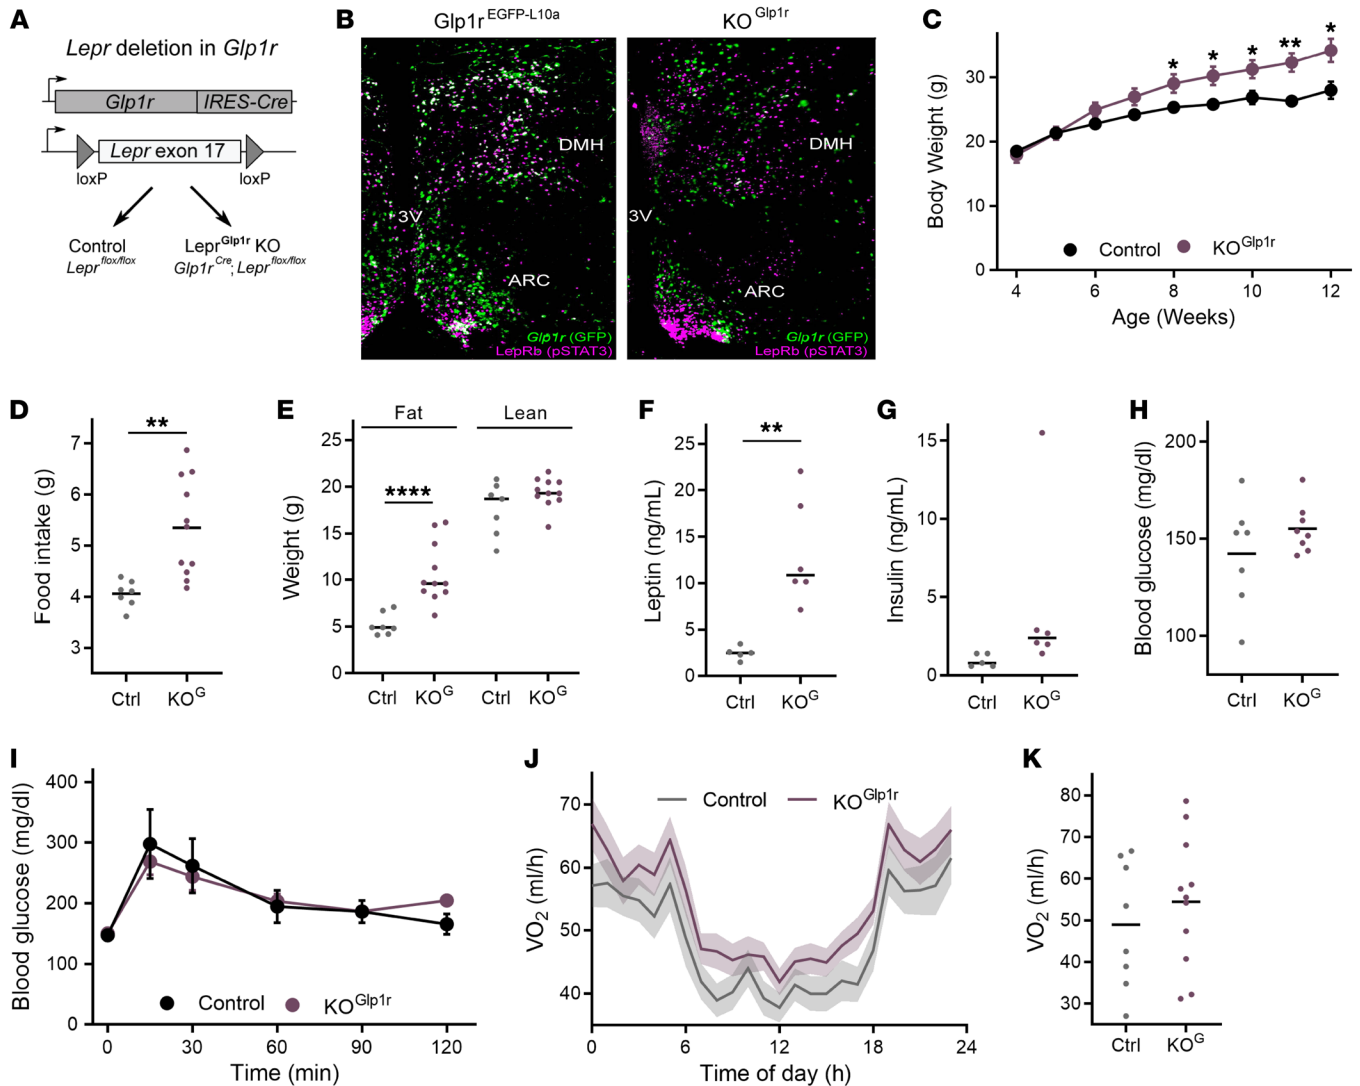 A
Lepr deletion in Glp1r
Glp1r IRES-Cre
Lepr exon 17
loxP loxP
Control Lepr^Glp1r KO
Lepr^flox/flox Glp1r^Cre; Lepr^flox/flox
B
Glp1r^EGFP-L10a KO^Glp1r
DMH
3V
ARC
Glp1r (GFP)
LepRb (pSTAT3)
DMH
3V
ARC
Glp1r (GFP)
LepRb (pSTAT3)
C
Body Weight (g)
30
20
10
0
* * * ** *
Control KO^Glp1r
4 6 8 10 12
Age (Weeks)
D
Food intake (g)
7
6
5
4
3
**
Ctrl KO^G
E
Fat Lean
Weight (g)
25
20
15
10
5
0
****
Ctrl KO^G Ctrl KO^G
F
Leptin (ng/mL)
25
20
15
10
5
0
**
Ctrl KO^G
G
Insulin (ng/mL)
15
10
5
0
Ctrl KO^G
H
Blood glucose (mg/dl)
200
150
100
Ctrl KO^G
I
Blood glucose (mg/dl)
400
300
200
100
0
Control KO^Glp1r
0 30 60 90 120
Time (min)
J
VO2 (ml/h)
70
60
50
40
Control KO^Glp1r
0 6 12 18 24
Time of day (h)
K
VO2 (ml/h)
80
70
60
50
40
30
Ctrl KO^G